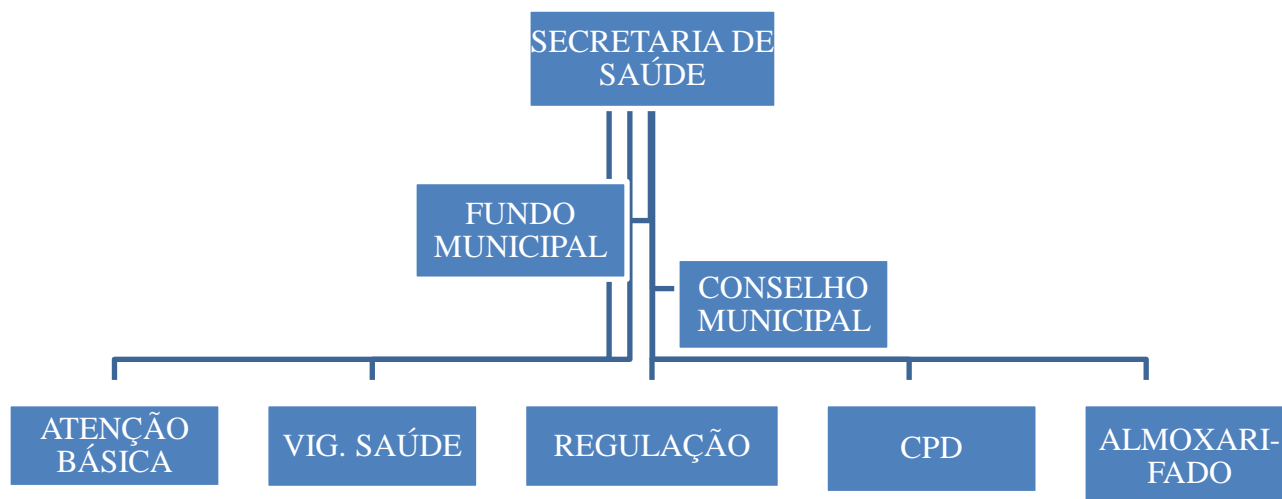 SECRETARIA DE
SAÚDE
FUNDO
MUNICIPAL
CONSELHO
MUNICIPAL
ATENÇÃO
BÁSICA
VIG. SAÚDE
REGULAÇÃO
CPD
ALMOXARI-
FADO